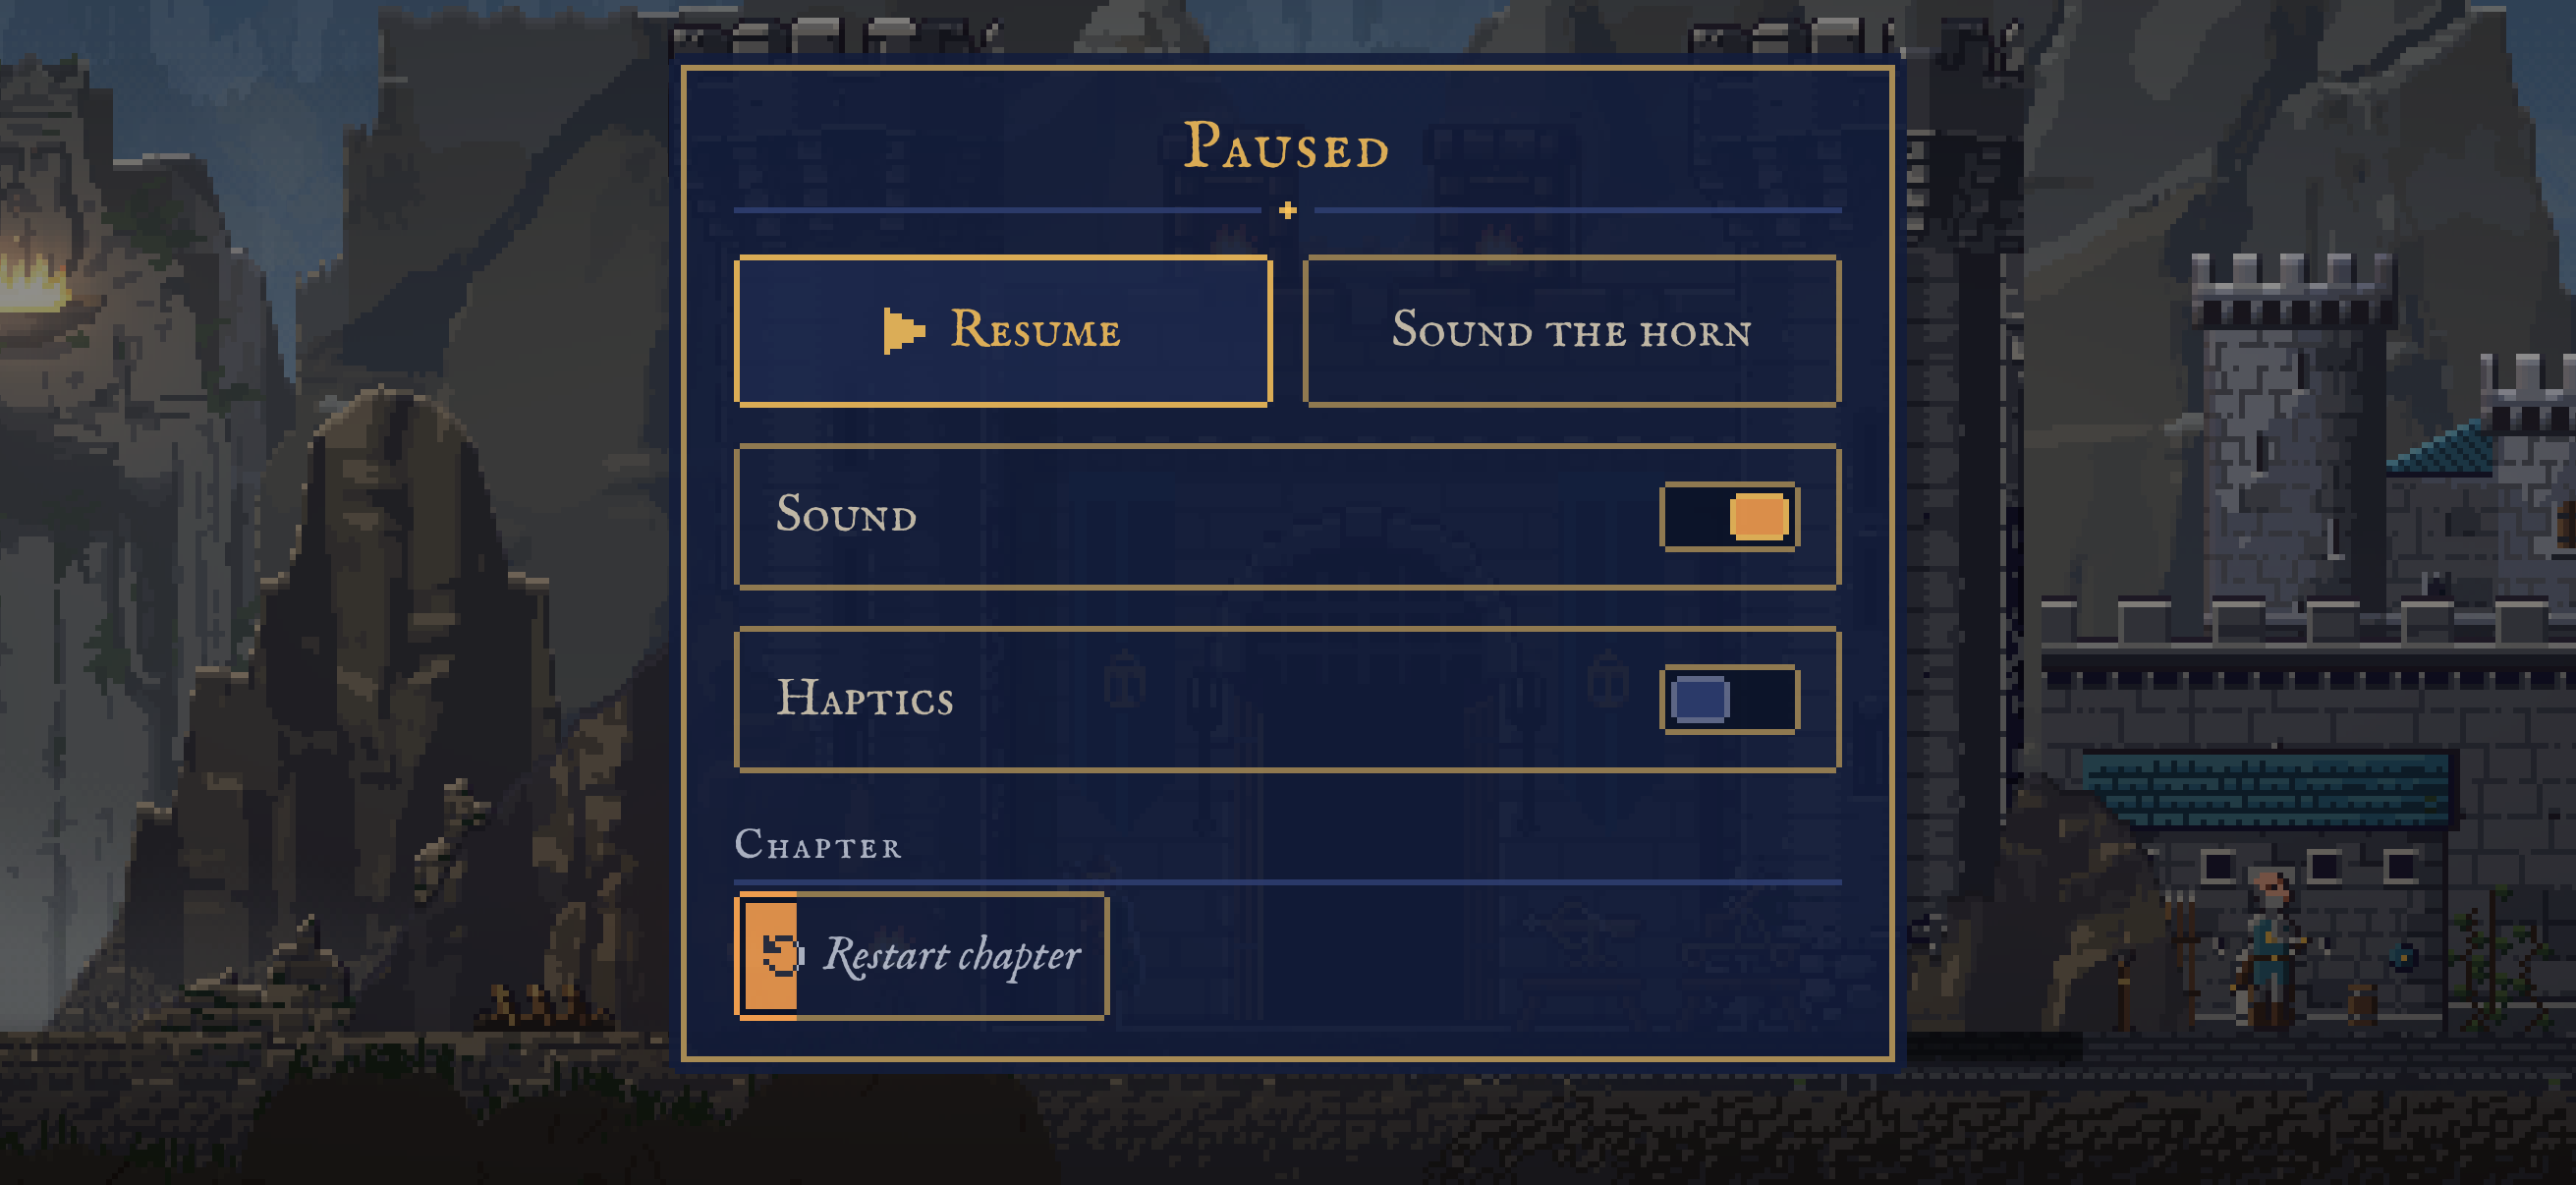 Paused
Resume
Sound the horn
Sound
Haptics
Chapter
Restart chapter